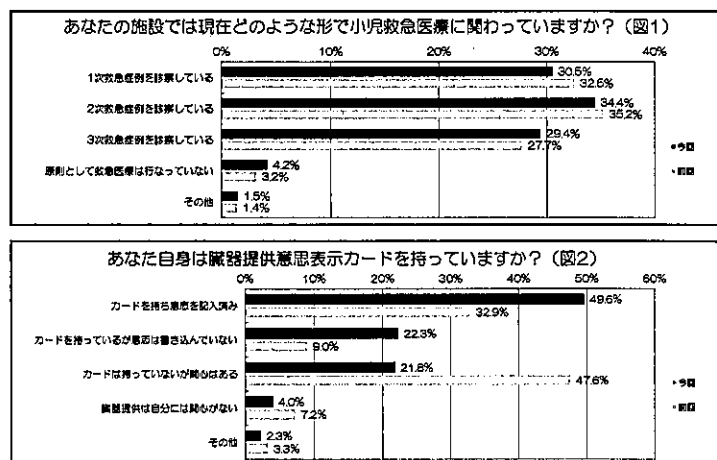 あなたの施設では現在どのような形で小児救急医療に関わっていますか？（図1）
0% 10% 20% 30% 40%
1次救急症例を診察している
30.5%
32.6%
2次救急症例を診察している
34.4%
35.2%
3次救急症例を診察している
29.4%
27.7%
原則として救急医療は行なっていない
4.2%
3.2%
その他
1.5%
1.4%
今回
前回
あなた自身は臓器提供意思表示カードを持っていますか？（図2）
0% 10% 20% 30% 40% 50% 60%
カードを持ち意思を記入済み
49.6%
32.9%
カードを持っているが意思は書き込んでいない
22.3%
9.0%
カードは持っていないが関心はある
21.8%
47.6%
臓器提供は自分には関心がない
4.0%
7.2%
その他
2.3%
3.3%
今回
前回